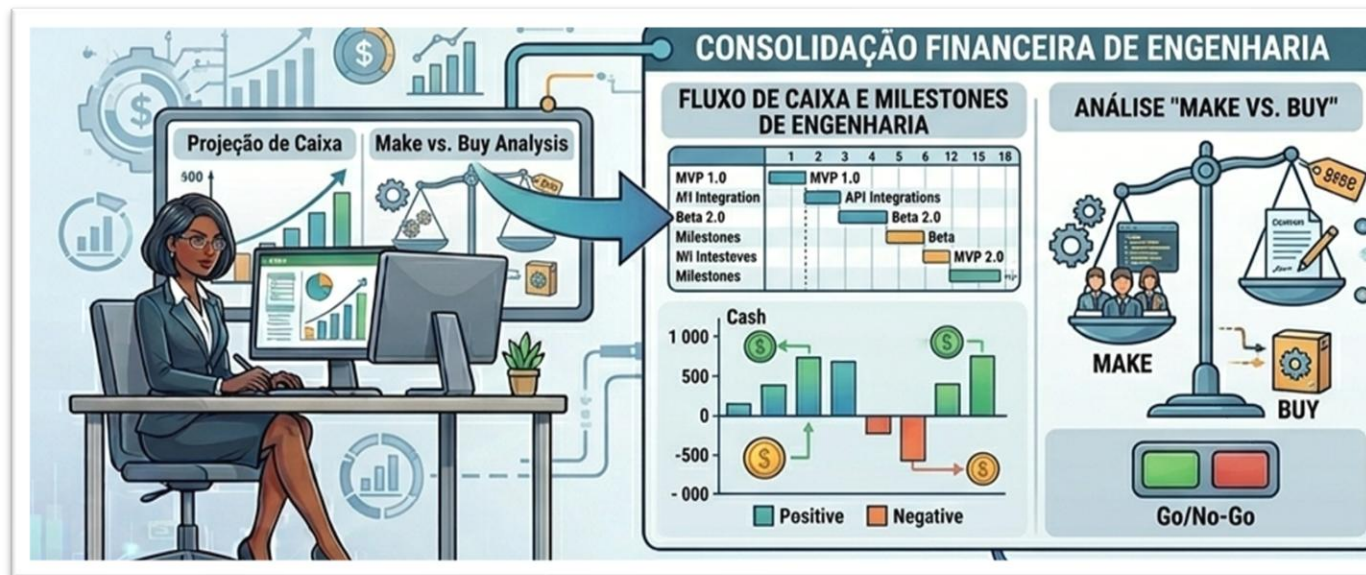 Projeção de Caixa
Make vs. Buy Analysis
500
CONSOLIDAÇÃO FINANCEIRA DE ENGENHARIA
FLUXO DE CAIXA E MILESTONES
DE ENGENHARIA
1 2 3 4 5 6 12 15 18
MVP 1.0 MVP 1.0
MI Integration API Integrations
Beta 2.0 Beta 2.0
Milestones Beta
MVP 2.0
Milestones
Cash
1 000
500
0
-500
- 000
Positive Negative
ANÁLISE "MAKE VS. BUY"
MAKE
BUY
Go/No-Go